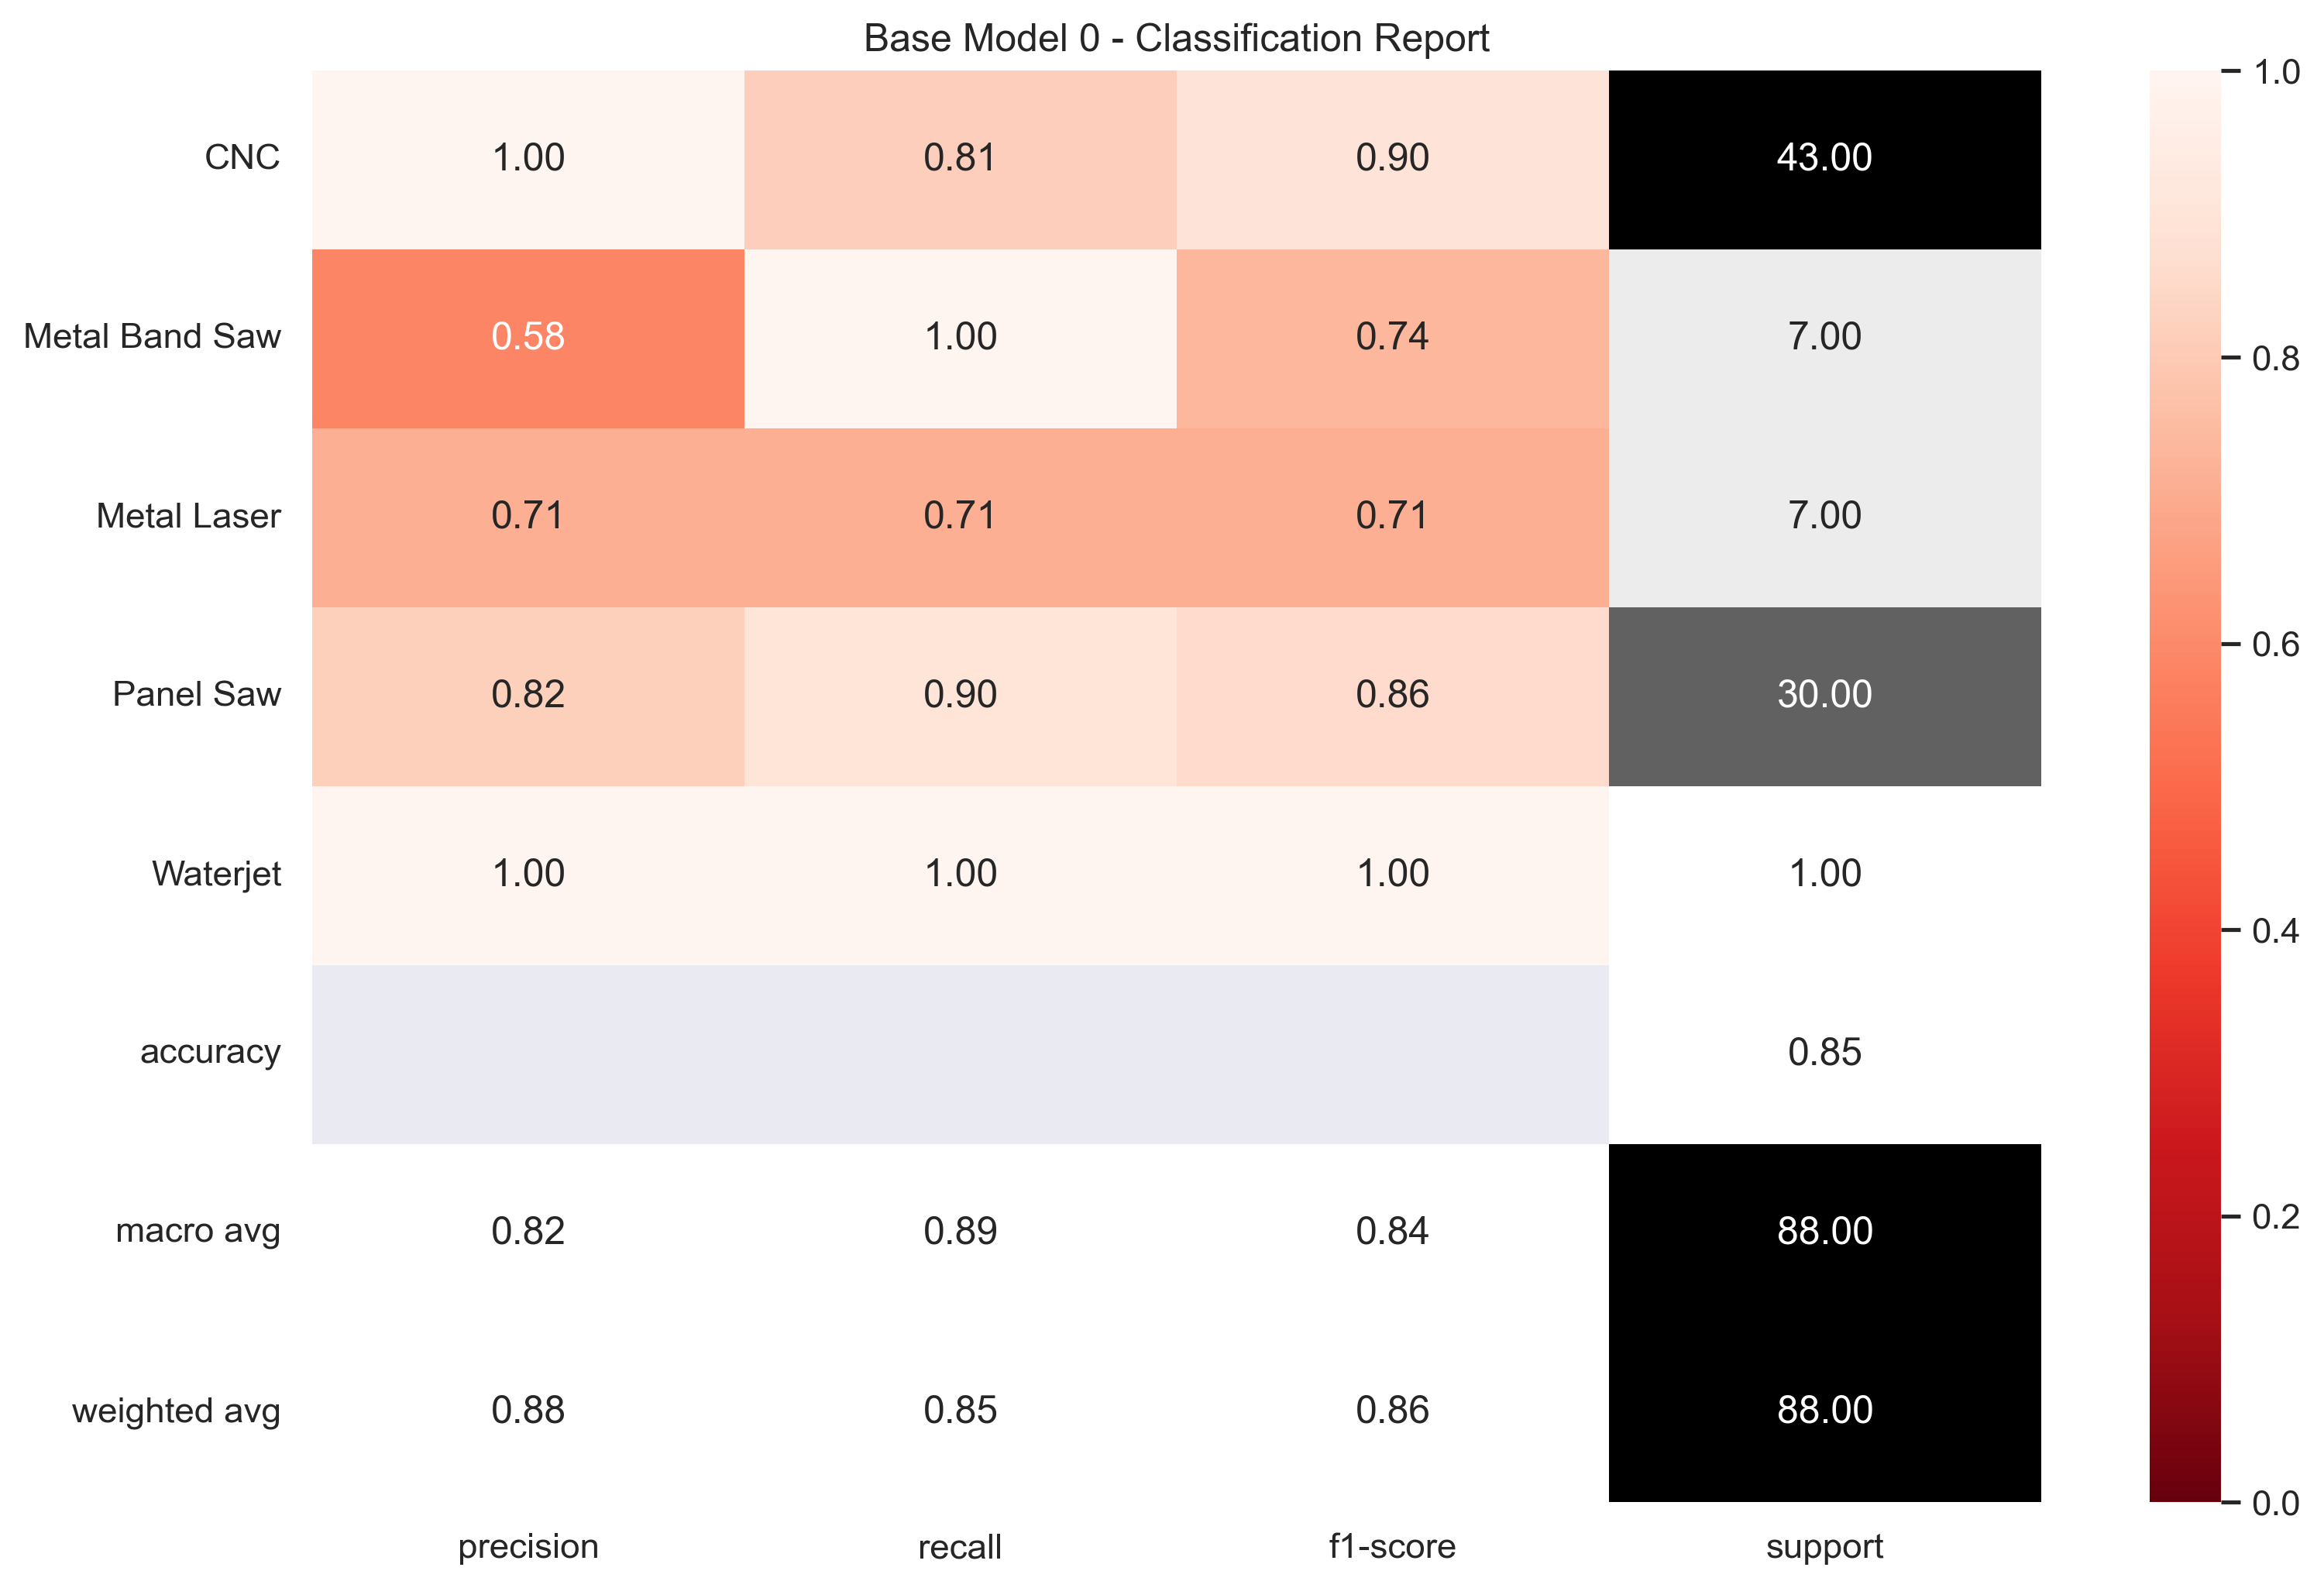 Base Model 0 - Classification Report
CNC 1.00 0.81 0.90 43.00
Metal Band Saw 0.58 1.00 0.74 7.00
Metal Laser 0.71 0.71 0.71 7.00
Panel Saw 0.82 0.90 0.86 30.00
Waterjet 1.00 1.00 1.00 1.00
accuracy 0.85
macro avg 0.82 0.89 0.84 88.00
weighted avg 0.88 0.85 0.86 88.00
precision recall f1-score support
1.0
0.8
0.6
0.4
0.2
0.0